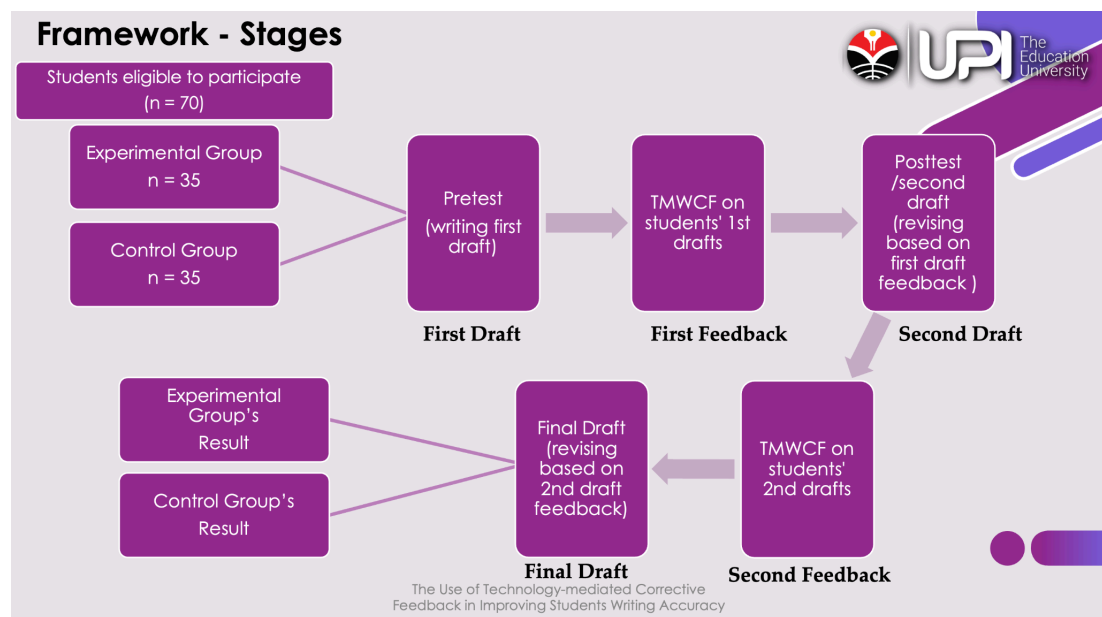 Framework - Stages
UPI
The
Education
University
Students eligible to participate
(n = 70)
Experimental Group
n = 35
Control Group
n = 35
Pretest
(writing first
draft)
First Draft
TMWCF on
students' 1st
drafts
First Feedback
Posttest
/second
draft
(revising
based on
first draft
feedback )
Second Draft
TMWCF on
students'
2nd drafts
Second Feedback
Final Draft
(revising
based on
2nd draft
feedback)
Final Draft
Experimental
Group’s
Result
Control Group’s
Result
The Use of Technology-mediated Corrective
Feedback in Improving Students Writing Accuracy